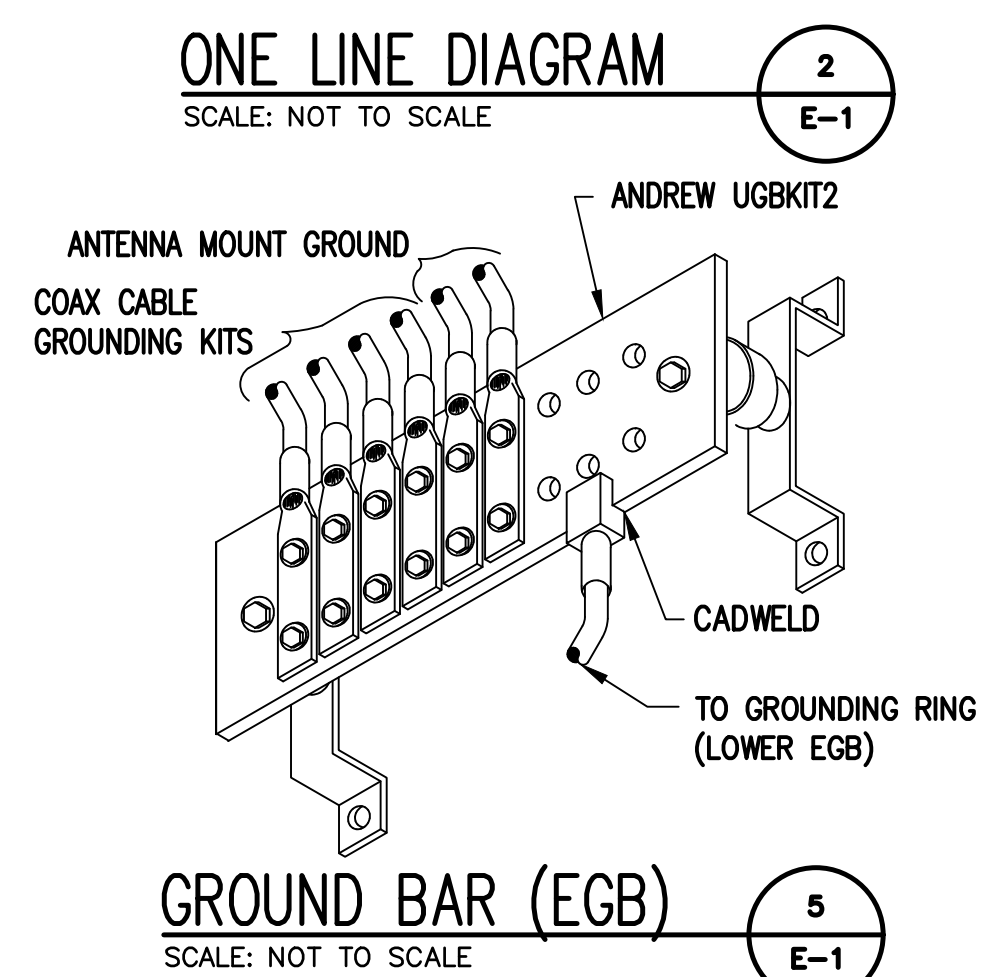 ONE LINE DIAGRAM
SCALE: NOT TO SCALE
2
E-1
ANDREW UGBKIT2
ANTENNA MOUNT GROUND
COAX CABLE
GROUNDING KITS
CADWELD
TO GROUNDING RING
(LOWER EGB)
GROUND BAR (EGB)
SCALE: NOT TO SCALE
5
E-1